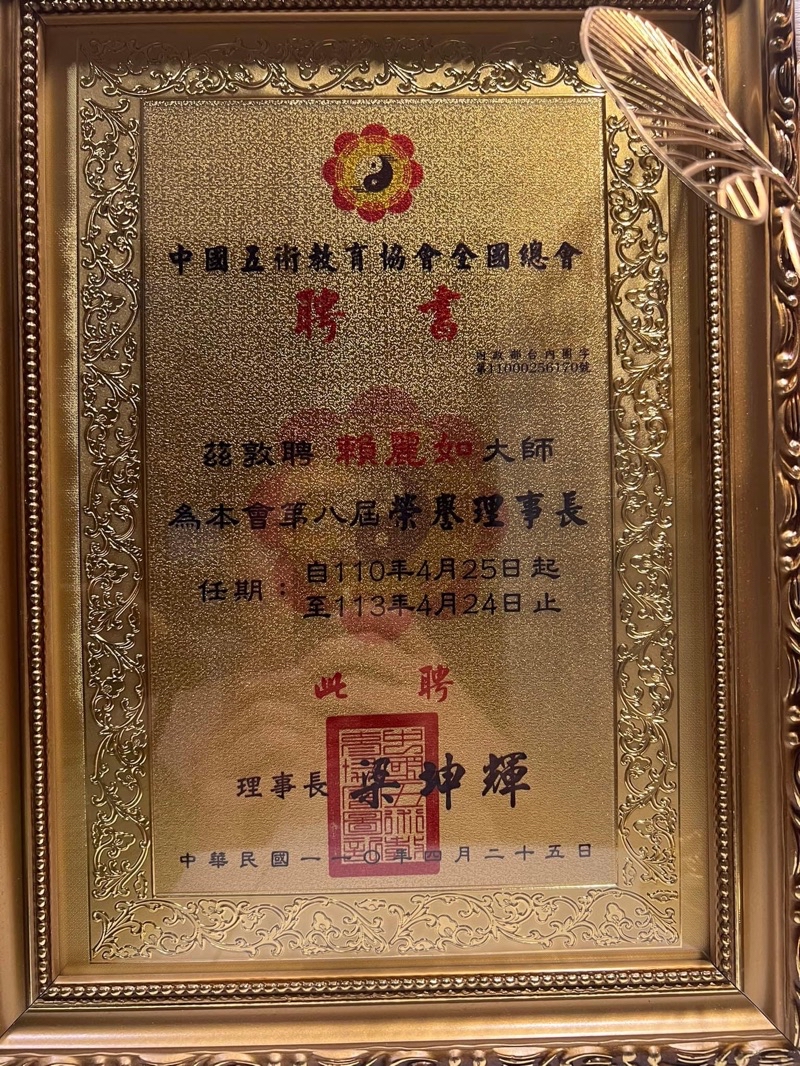 中國五術教育協會全國總會
聘書
內政部台內團字
第11000256170號
茲敦聘 賴麗如大師
為本會第八屆榮譽理事長
任期：自110年4月25日起
至113年4月24日止
此聘
理事長 梁坤輝
中華民國一一〇年四月二十五日